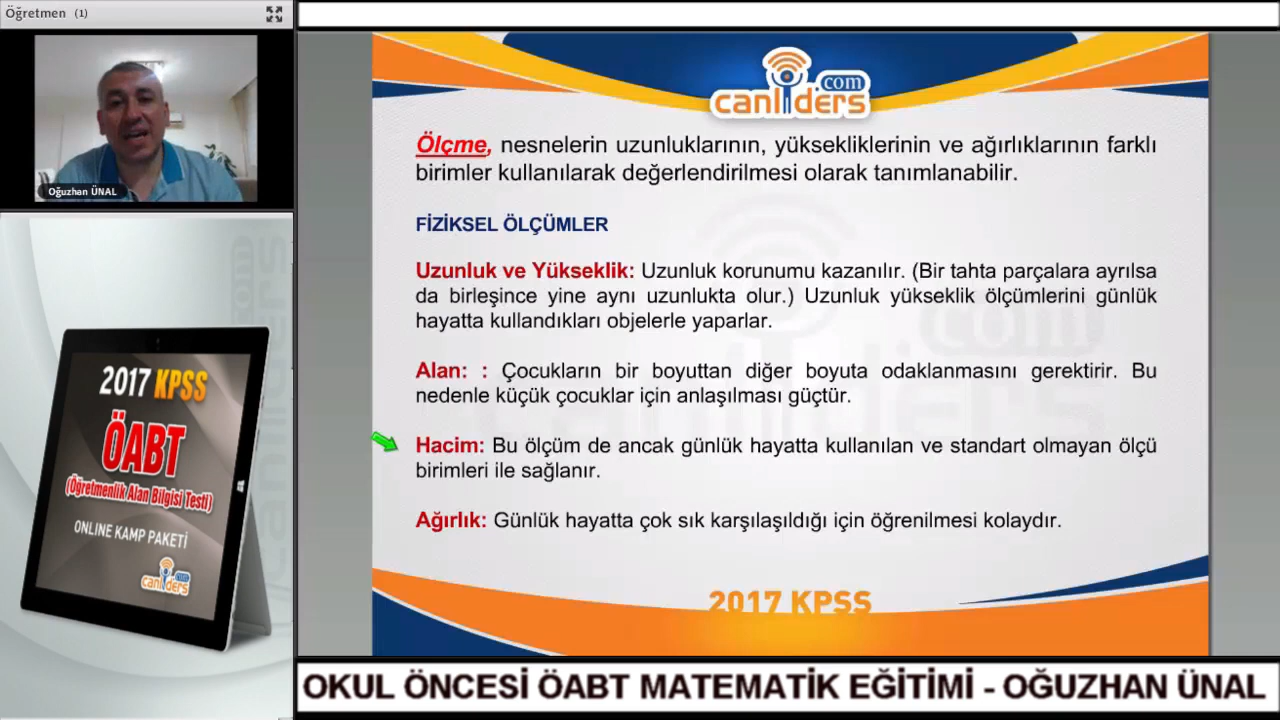 Öğretmen (1)
Oğuzhan ÜNAL
2017 KPSS
ÖABT
(Öğretmenlik Alan Bilgisi Testi)
ONLINE KAMP PAKETİ
canlıders
com
canlıders
com
Ölçme, nesnelerin uzunluklarının, yüksekliklerinin ve ağırlıklarının farklı
birimler kullanılarak değerlendirilmesi olarak tanımlanabilir.
FİZİKSEL ÖLÇÜMLER
Uzunluk ve Yükseklik: Uzunluk korunumu kazanılır. (Bir tahta parçalara ayrılsa
da birleşince yine aynı uzunlukta olur.) Uzunluk yükseklik ölçümlerini günlük
hayatta kullandıkları objelerle yaparlar.
Alan: : Çocukların bir boyuttan diğer boyuta odaklanmasını gerektirir. Bu
nedenle küçük çocuklar için anlaşılması güçtür.
Hacim: Bu ölçüm de ancak günlük hayatta kullanılan ve standart olmayan ölçü
birimleri ile sağlanır.
Ağırlık: Günlük hayatta çok sık karşılaşıldığı için öğrenilmesi kolaydır.
2017 KPSS
OKUL ÖNCESİ ÖABT MATEMATİK EĞİTİMİ - OĞUZHAN ÜNAL